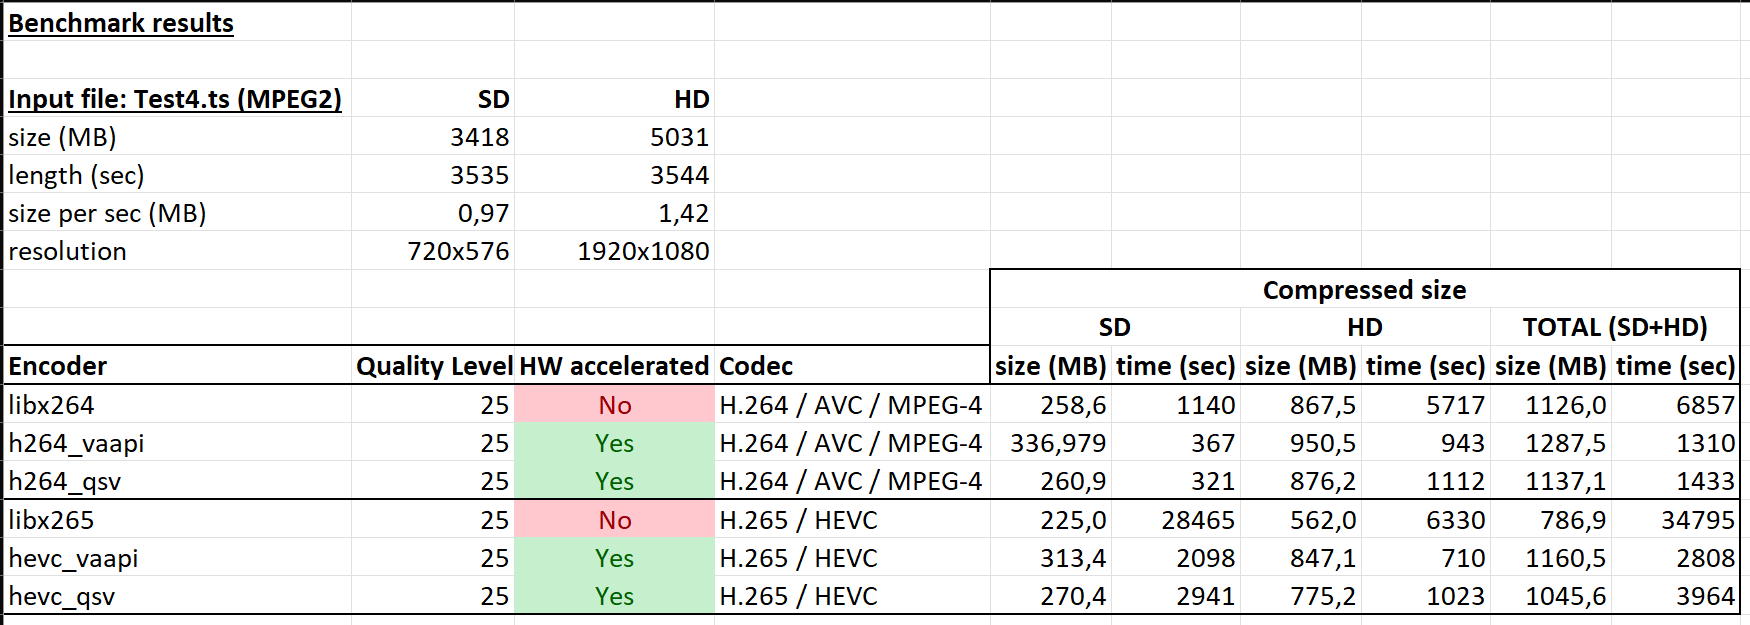 Benchmark results
Input file: Test4.ts (MPEG2) SD HD
size (MB) 3418 5031
length (sec) 3535 3544
size per sec (MB) 0,97 1,42
resolution 720x576 1920x1080
Compressed size
SD HD TOTAL (SD+HD)
Encoder Quality Level HW accelerated Codec size (MB) time (sec) size (MB) time (sec) size (MB) time (sec)
libx264 25 No H.264 / AVC / MPEG-4 258,6 1140 867,5 5717 1126,0 6857
h264_vaapi 25 Yes H.264 / AVC / MPEG-4 336,979 367 950,5 943 1287,5 1310
h264_qsv 25 Yes H.264 / AVC / MPEG-4 260,9 321 876,2 1112 1137,1 1433
libx265 25 No H.265 / HEVC 225,0 28465 562,0 6330 786,9 34795
hevc_vaapi 25 Yes H.265 / HEVC 313,4 2098 847,1 710 1160,5 2808
hevc_qsv 25 Yes H.265 / HEVC 270,4 2941 775,2 1023 1045,6 3964